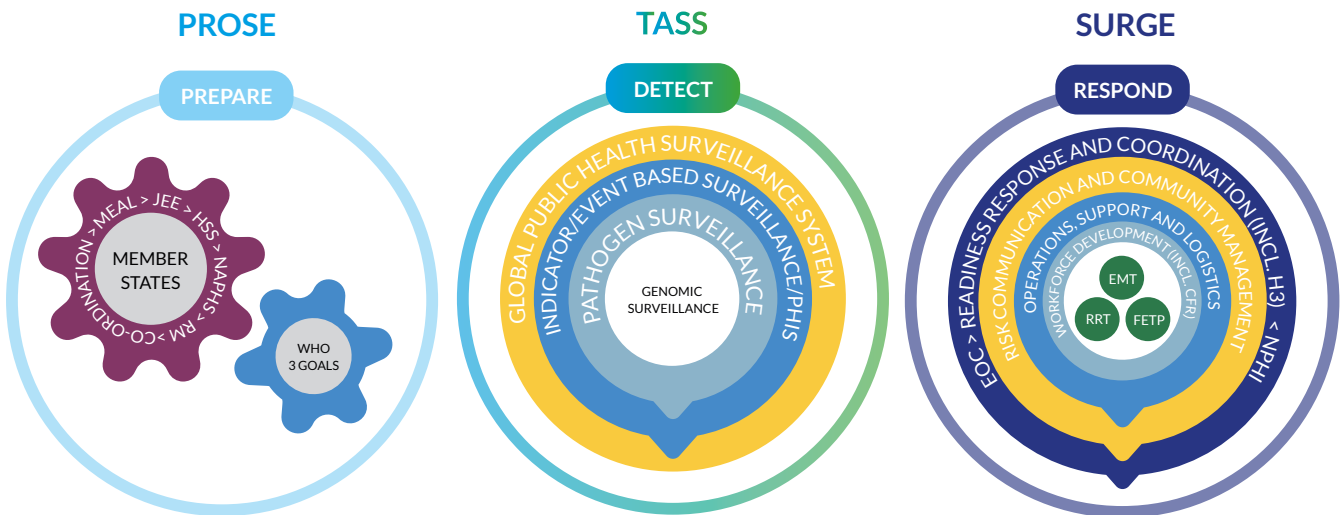 PROSE
PREPARE
CO-ORDINATION > MEAL > JEE > HSS > NAPHS > RM >
MEMBER
STATES
WHO
3 GOALS
TASS
DETECT
GLOBAL PUBLIC HEALTH SURVEILLANCE SYSTEM
INDICATOR/EVENT BASED SURVEILLANCE/PHIS
PATHOGEN SURVEILLANCE
GENOMIC
SURVEILLANCE
SURGE
RESPOND
EOC > READINESS RESPONSE AND COORDINATION (INCL. H3) < NPHI
RISK COMMUNICATION AND COMMUNITY MANAGEMENT
OPERATIONS, SUPPORT AND LOGISTICS
WORKFORCE DEVELOPMENT (INCL. CFR)
EMT
RRT
FETP